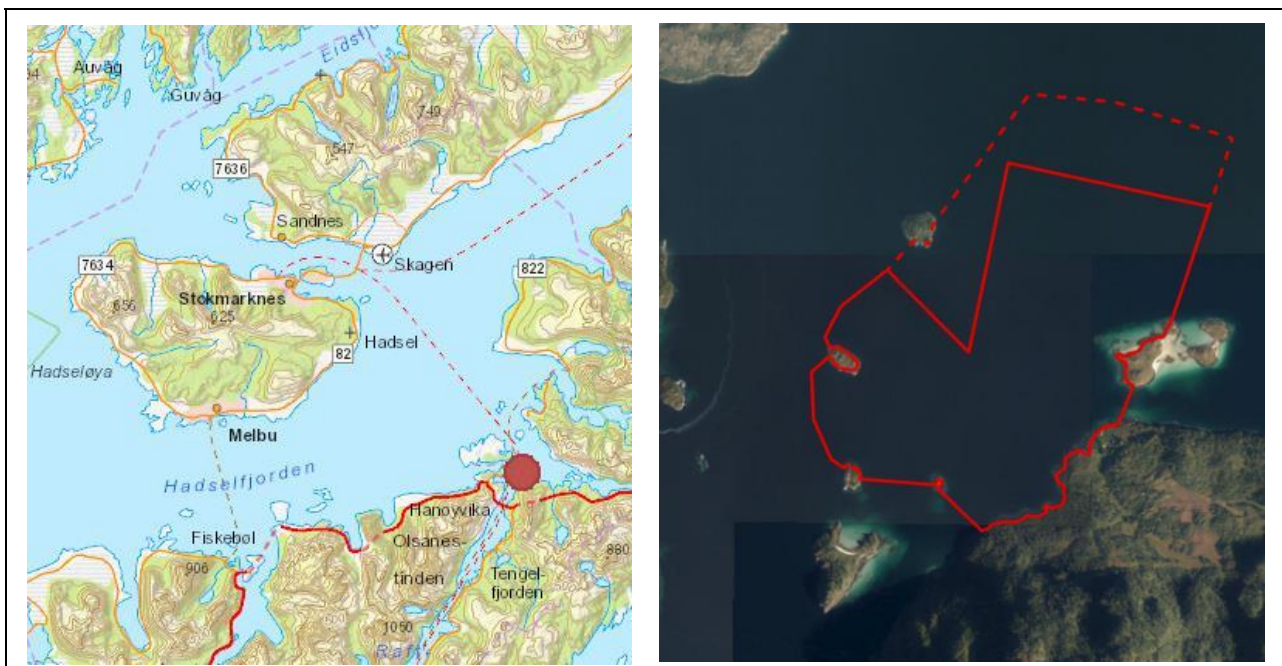 Auvåg
Guvåg
Eidsfj
749
547
7636
Sandnes
Skagen
822
7634
656
Stokmarknes
625
Hadsel
82
Hadseløya
Melbu
Hadselfjorden
Hanøyvika
Fiskebøl
Olsanes-
tinden
906
880
Tengel-
fjorden
1050
Raft